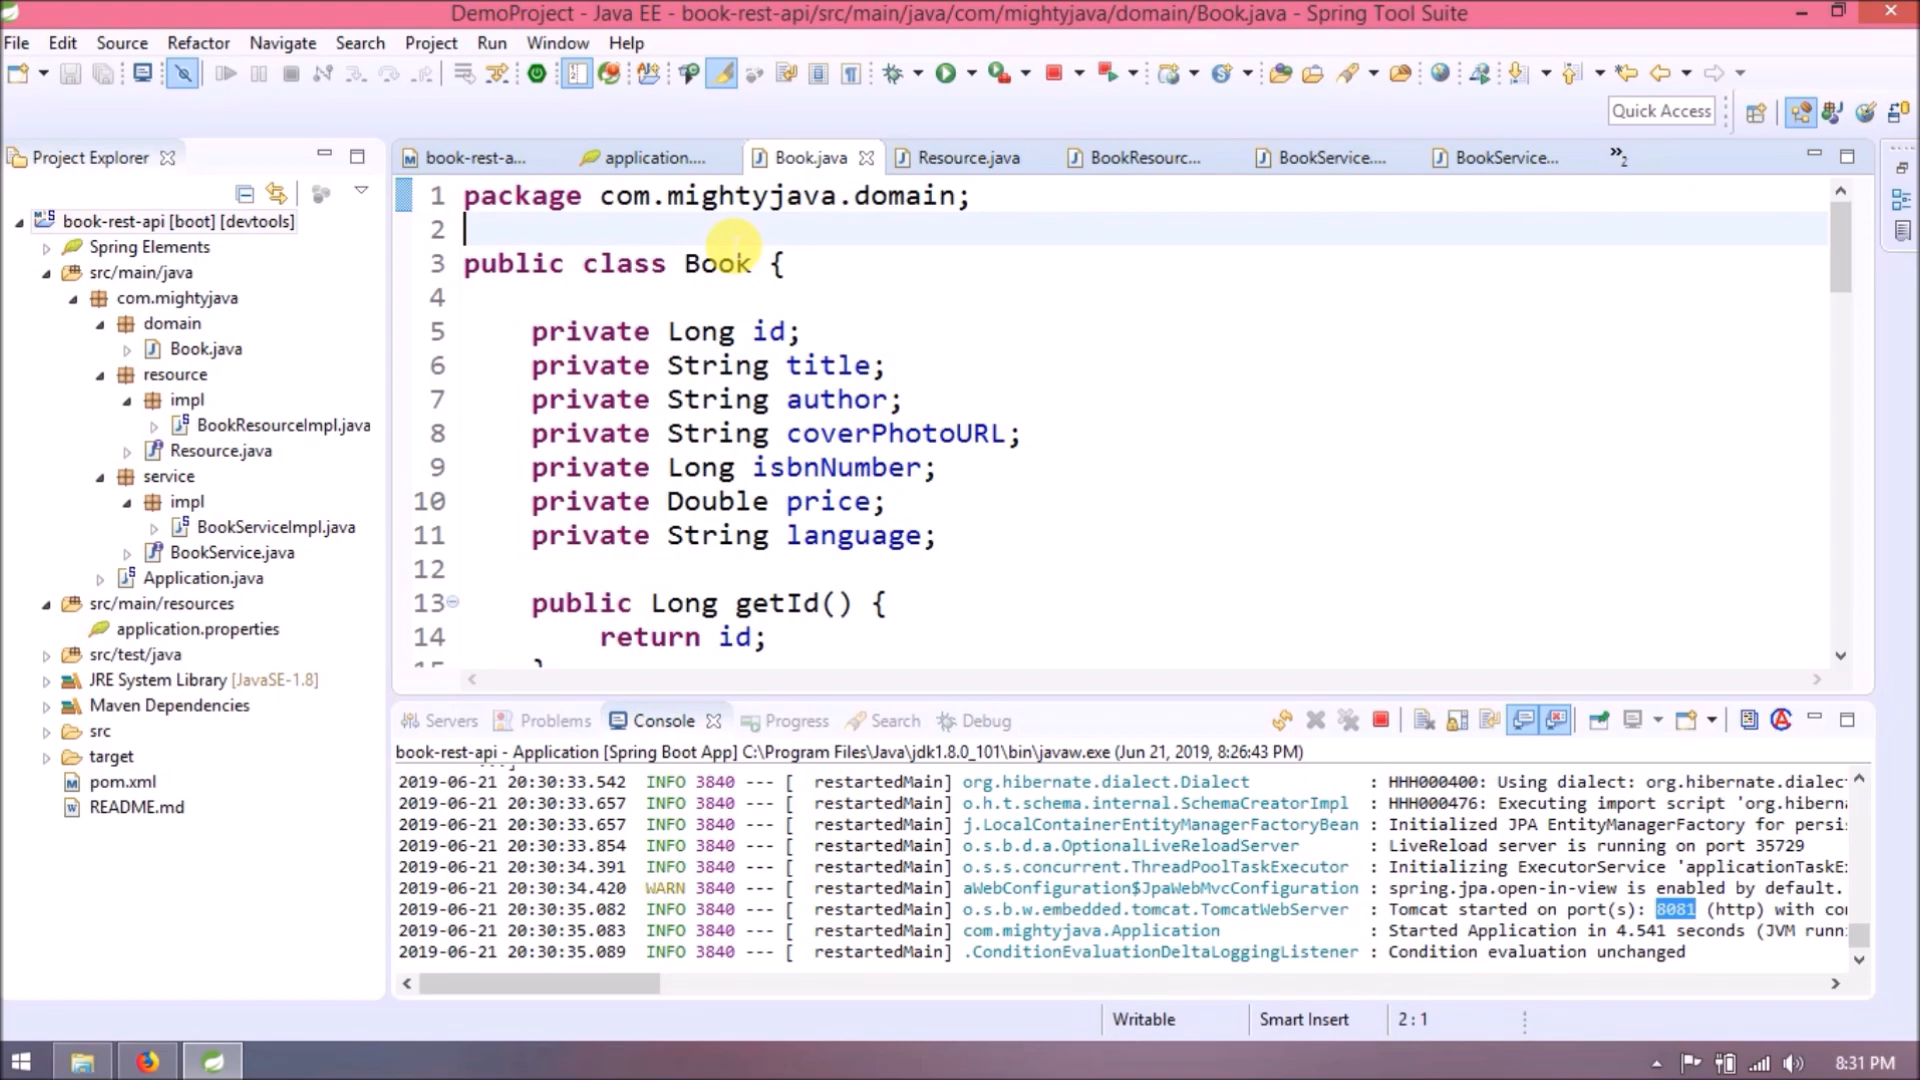 DemoProject - Java EE - book-rest-api/src/main/java/com/mightyjava/domain/Book.java - Spring Tool Suite
File Edit Source Refactor Navigate Search Project Run Window Help
Quick Access
Project Explorer
book-rest-api [boot] [devtools]
Spring Elements
src/main/java
com.mightyjava
domain
Book.java
resource
impl
BookResourceImpl.java
Resource.java
service
impl
BookServiceImpl.java
BookService.java
Application.java
src/main/resources
application.properties
src/test/java
JRE System Library [JavaSE-1.8]
Maven Dependencies
src
target
pom.xml
README.md
book-rest-a... application.... Book.java Resource.java BookResourc... BookService.... BookService... »2
1 package com.mightyjava.domain;
2
3 public class Book {
4
5 private Long id;
6 private String title;
7 private String author;
8 private String coverPhotoURL;
9 private Long isbnNumber;
10 private Double price;
11 private String language;
12
13 public Long getId() {
14 return id;
Servers Problems Console Progress Search Debug
book-rest-api - Application [Spring Boot App] C:\Program Files\Java\jdk1.8.0_101\bin\javaw.exe (Jun 21, 2019, 8:26:43 PM)
2019-06-21 20:30:33.542 INFO 3840 --- [ restartedMain] org.hibernate.dialect.Dialect : HHH000400: Using dialect: org.hibernate.dialec
2019-06-21 20:30:33.657 INFO 3840 --- [ restartedMain] o.h.t.schema.internal.SchemaCreatorImpl : HHH000476: Executing import script 'org.hibern
2019-06-21 20:30:33.657 INFO 3840 --- [ restartedMain] j.LocalContainerEntityManagerFactoryBean : Initialized JPA EntityManagerFactory for persi
2019-06-21 20:30:33.854 INFO 3840 --- [ restartedMain] o.s.b.d.a.OptionalLiveReloadServer : LiveReload server is running on port 35729
2019-06-21 20:30:34.391 INFO 3840 --- [ restartedMain] o.s.s.concurrent.ThreadPoolTaskExecutor : Initializing ExecutorService 'applicationTaskE
2019-06-21 20:30:34.420 WARN 3840 --- [ restartedMain] aWebConfiguration$JpaWebMvcConfiguration : spring.jpa.open-in-view is enabled by default.
2019-06-21 20:30:35.082 INFO 3840 --- [ restartedMain] o.s.b.w.embedded.tomcat.TomcatWebServer : Tomcat started on port(s): 8081 (http) with co
2019-06-21 20:30:35.083 INFO 3840 --- [ restartedMain] com.mightyjava.Application : Started Application in 4.541 seconds (JVM runn
2019-06-21 20:30:35.089 INFO 3840 --- [ restartedMain] .ConditionEvaluationDeltaLoggingListener : Condition evaluation unchanged
Writable Smart Insert 2 : 1
8:31 PM